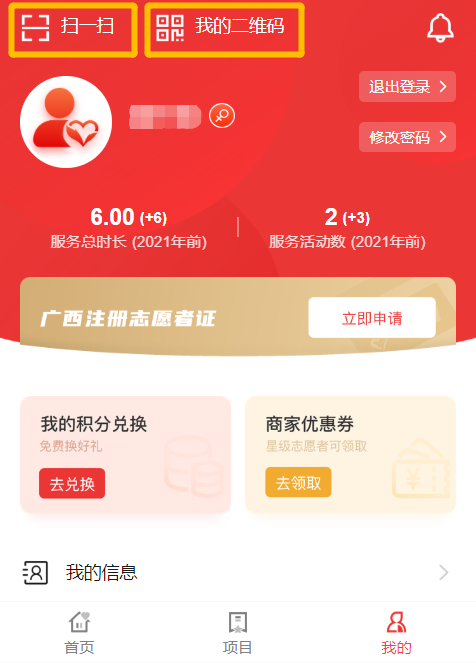 扫一扫 我的二维码
退出登录
修改密码
6.00 (+6) 2 (+3)
服务总时长 (2021年前) 服务活动数 (2021年前)
广西注册志愿者证 立即申请
我的积分兑换 商家优惠券
免费换好礼 星级志愿者可领取
去兑换 去领取
我的信息
首页 项目 我的